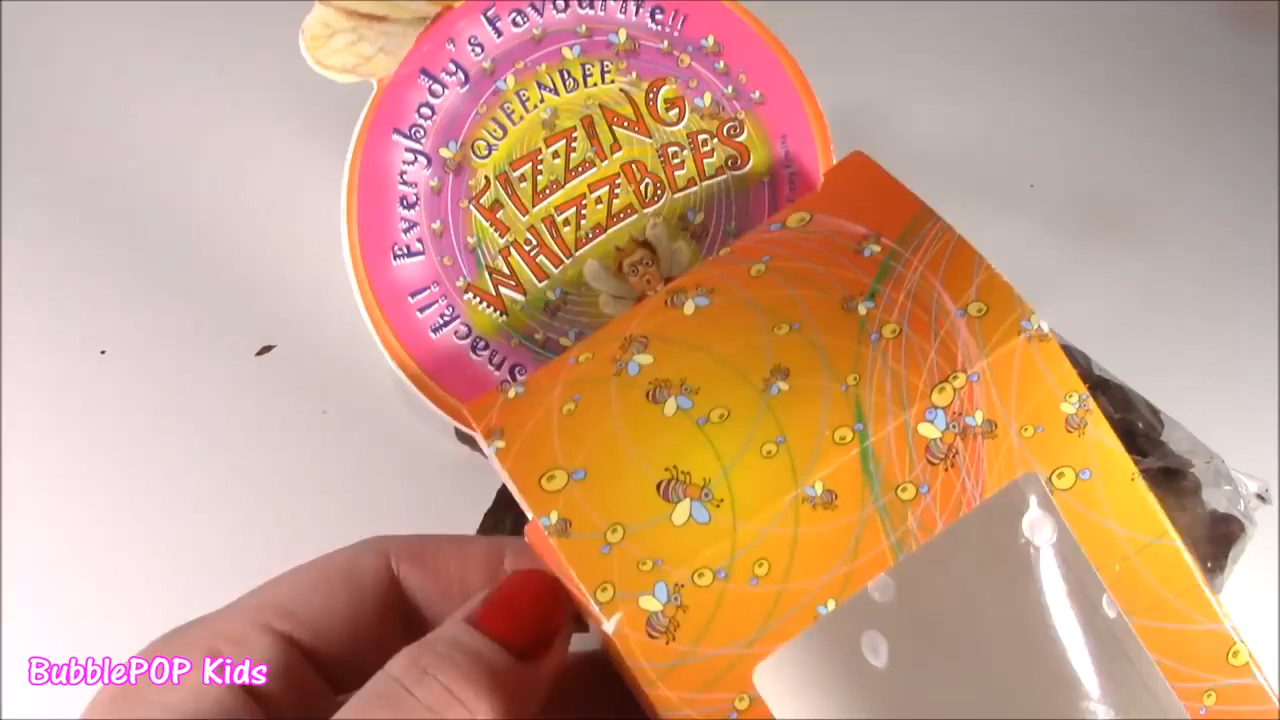 Everybody's Favourite!!
Snack!!
QUEENBEE
FIZZING
WHIZZBEES
BubblePOP Kids